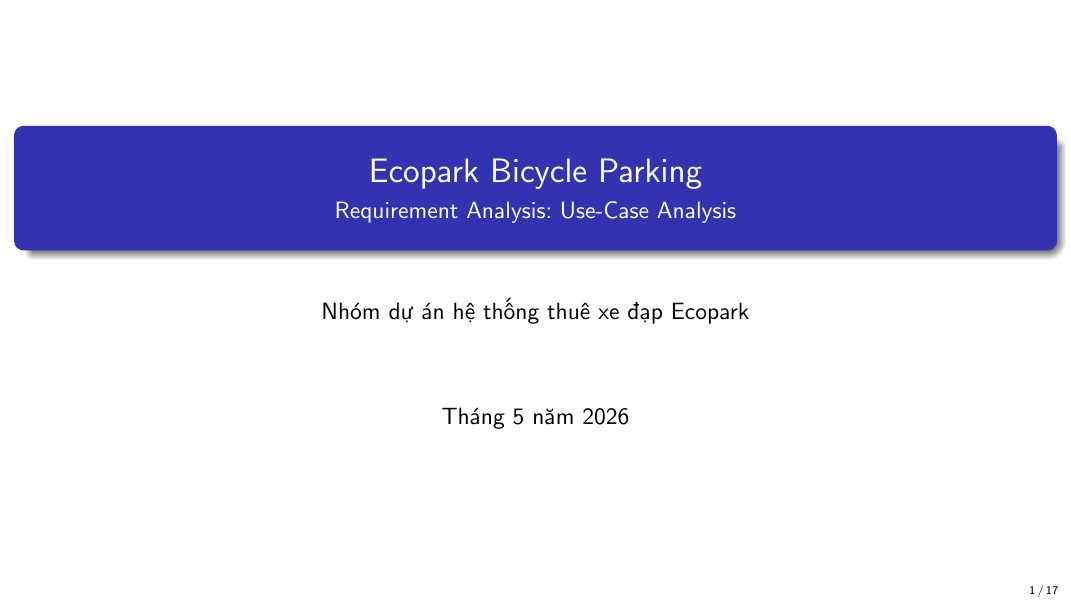 Ecopark Bicycle Parking
Requirement Analysis: Use-Case Analysis
Nhóm dự án hệ thống thuê xe đạp Ecopark
Tháng 5 năm 2026
1 / 17